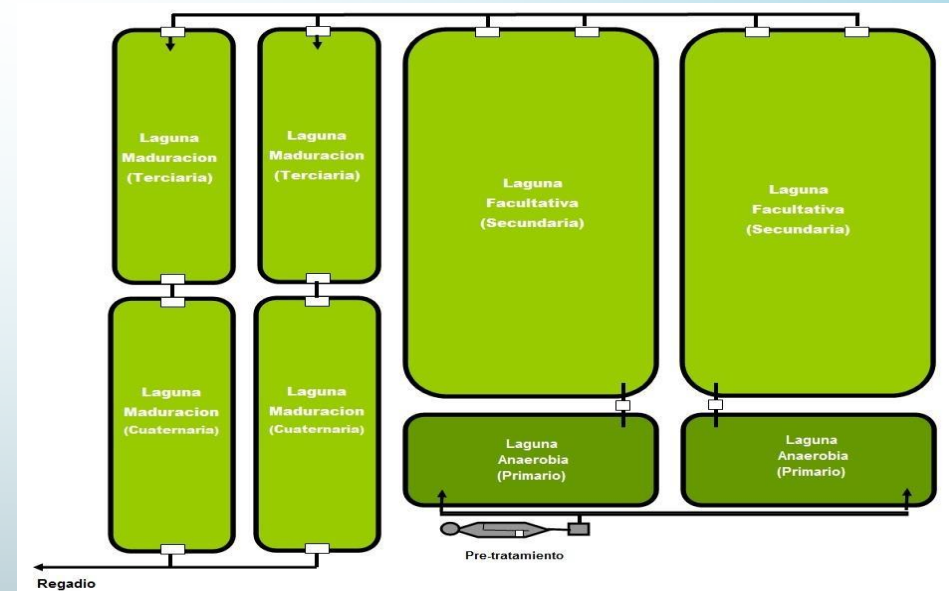 Laguna
Maduracion
(Terciaria)
Laguna
Maduracion
(Terciaria)
Laguna
Facultativa
(Secundaria)
Laguna
Facultativa
(Secundaria)
Laguna
Maduracion
(Cuaternaria)
Laguna
Maduracion
(Cuaternaria)
Laguna
Anaerobia
(Primario)
Laguna
Anaerobia
(Primario)
Pre-tratamiento
Regadio